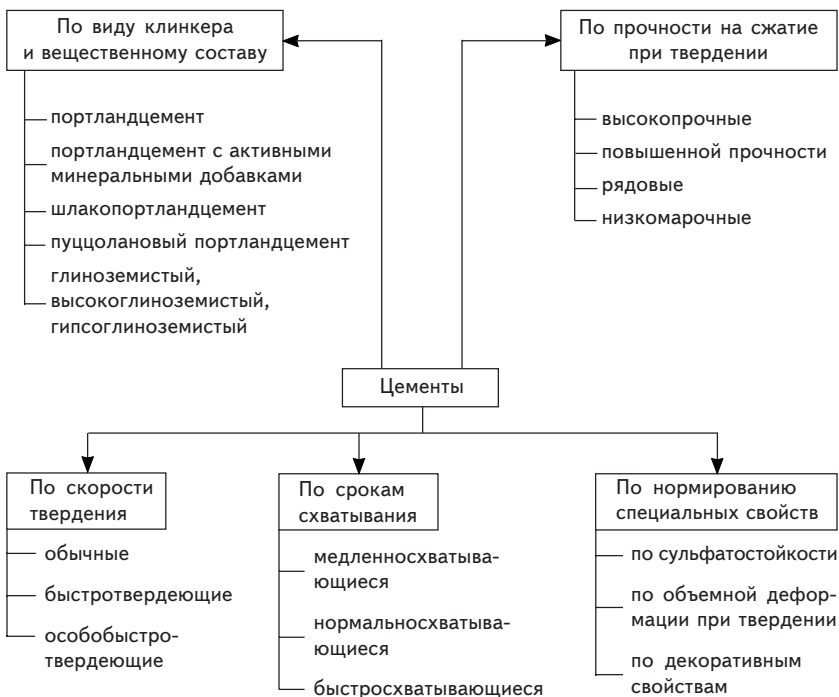 По виду клинкера
и вещественному составу
портландцемент
портландцемент с активными
минеральными добавками
шлакопортландцемент
пуццолановый портландцемент
глиноземистый,
высокоглиноземистый,
гипсоглиноземистый
По прочности на сжатие
при твердении
высокопрочные
повышенной прочности
рядовые
низкомарочные
Цементы
По скорости
твердения
обычные
быстротвердеющие
особобыстро-
твердеющие
По срокам
схватывания
медленносхватыва-
ющиеся
нормальносхватыва-
ющиеся
быстросхватывающиеся
По нормированию
специальных свойств
по сульфатостойкости
по объемной дефор-
мации при твердении
по декоративным
свойствам